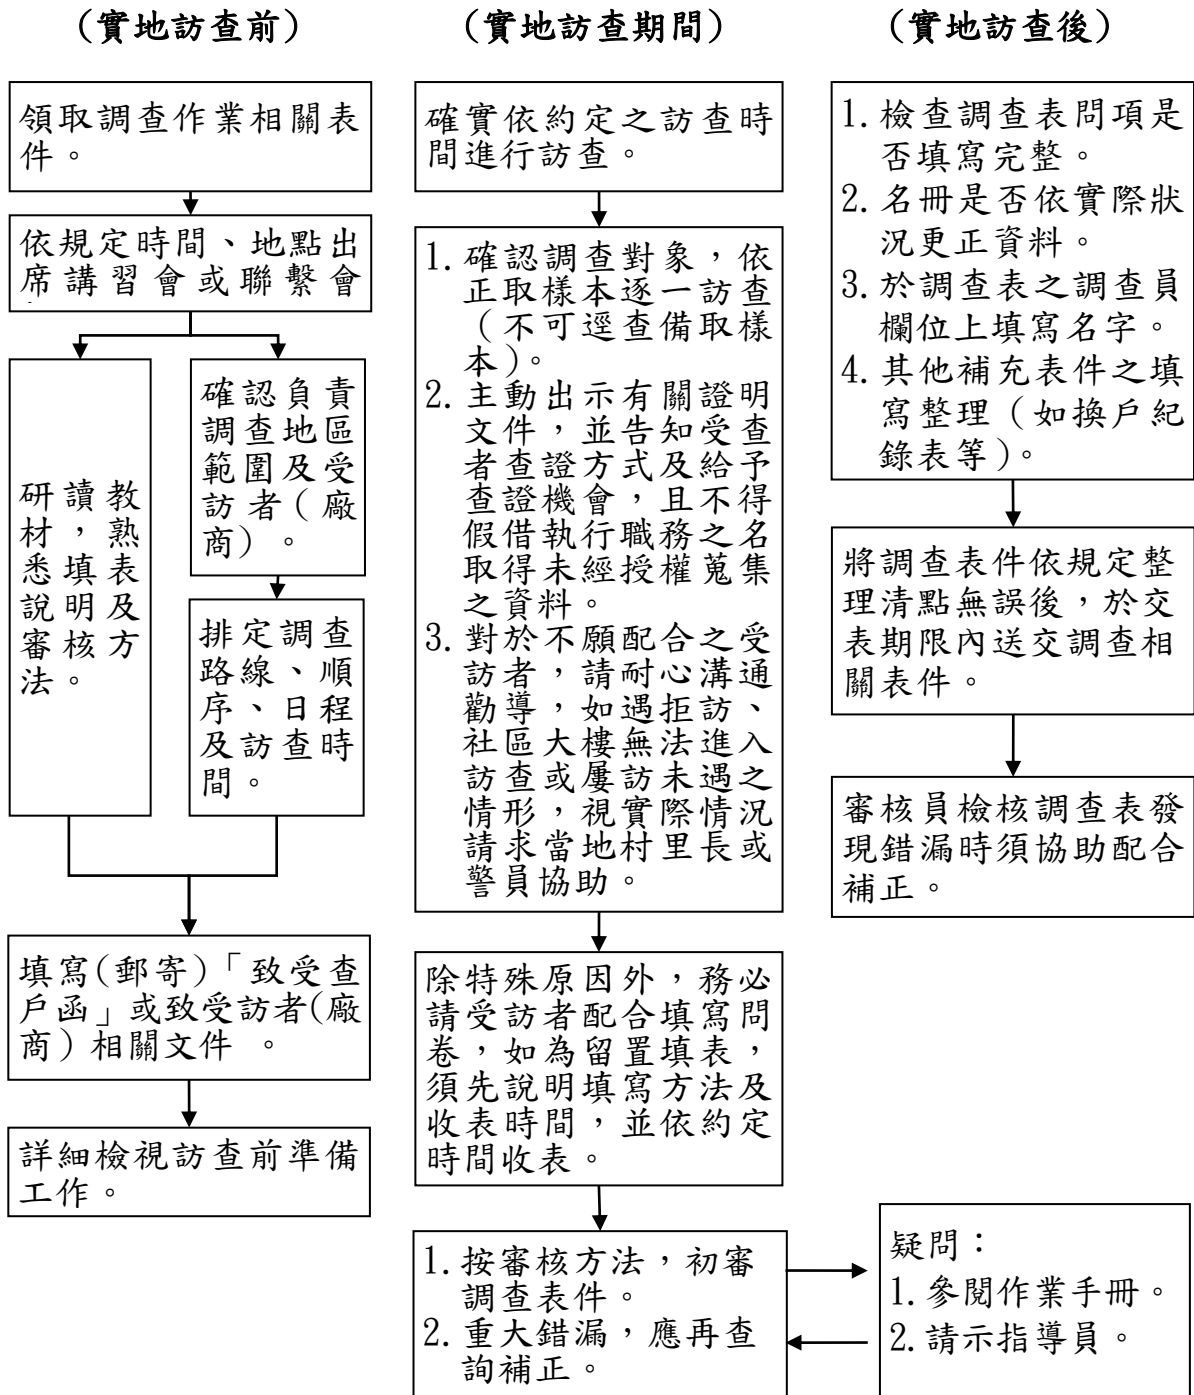 (實地訪查前)
領取調查作業相關表
件。
依規定時間、地點出
席講習會或聯繫會
研讀教
材，熟
悉填表
說明及
審核方
法。
確認負責
調查地區
範圍及受
訪者（廠
商）。
排定調查
路線、順
序、日程
及訪查時
間。
填寫(郵寄)「致受查
戶函」或致受訪者(廠
商）相關文件 。
詳細檢視訪查前準備
工作。
(實地訪查期間)
確實依約定之訪查時
間進行訪查。
1. 確認調查對象，依
正取樣本逐一訪查
（不可逕查備取樣
本）。
2. 主動出示有關證明
文件，並告知受查
者查證方式及給予
查證機會，且不得
假借執行職務之名
取得未經授權蒐集
之資料。
3. 對於不願配合之受
訪者，請耐心溝通
勸導，如遇拒訪、
社區大樓無法進入
訪查或屢訪未遇之
情形，視實際情況
請求當地村里長或
警員協助。
除特殊原因外，務必
請受訪者配合填寫問
卷，如為留置填表，
須先說明填寫方法及
收表時間，並依約定
時間收表。
1. 按審核方法，初審
調查表件。
2. 重大錯漏，應再查
詢補正。
疑問：
1. 參閱作業手冊。
2. 請示指導員。
(實地訪查後)
1. 檢查調查表問項是
否填寫完整。
2. 名冊是否依實際狀
況更正資料。
3. 於調查表之調查員
欄位上填寫名字。
4. 其他補充表件之填
寫整理（如換戶紀
錄表等）。
將調查表件依規定整
理清點無誤後，於交
表期限內送交調查相
關表件。
審核員檢核調查表發
現錯漏時須協助配合
補正。